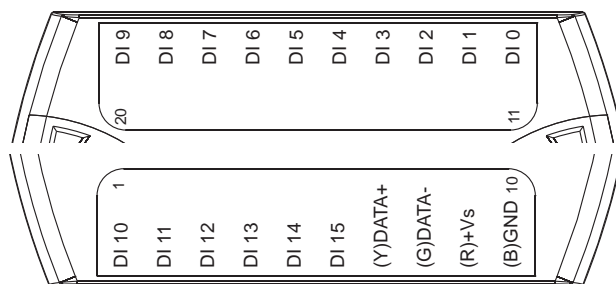 DI 9
DI 8
DI 7
DI 6
DI 5
DI 4
DI 3
DI 2
DI 1
DI 0
20
11
1
10
DI 10
DI 11
DI 12
DI 13
DI 14
DI 15
(Y)DATA+
(G)DATA-
(R)+Vs
(B)GND